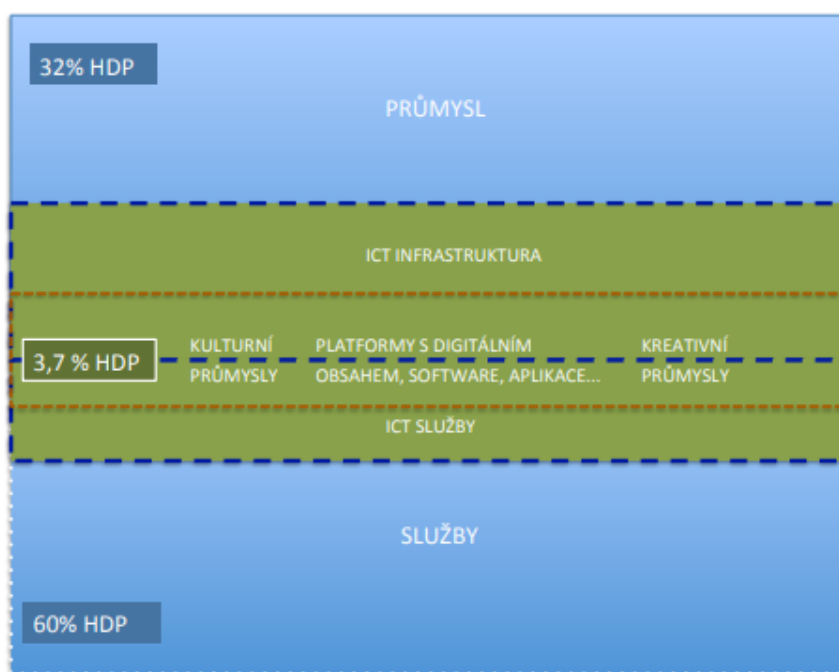 32% HDP
PRŮMYSL
ICT INFRASTRUKTURA
3,7 % HDP
KULTURNÍ
PRŮMYSLY
PLATFORMY S DIGITÁLNÍM
OBSAHEM, SOFTWARE, APLIKACE...
KREATIVNÍ
PRŮMYSLY
ICT SLUŽBY
SLUŽBY
60% HDP